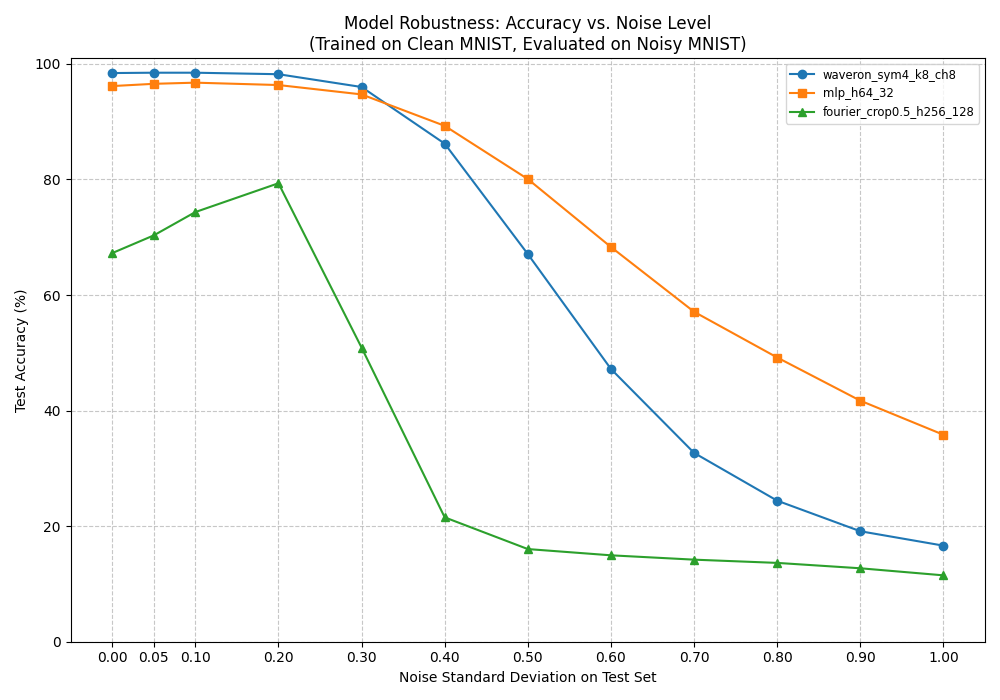 Model Robustness: Accuracy vs. Noise Level
(Trained on Clean MNIST, Evaluated on Noisy MNIST)
waveron_sym4_k8_ch8
mlp_h64_32
fourier_crop0.5_h256_128
Test Accuracy (%)
100
80
60
40
20
0
0.00 0.05 0.10 0.20 0.30 0.40 0.50 0.60 0.70 0.80 0.90 1.00
Noise Standard Deviation on Test Set